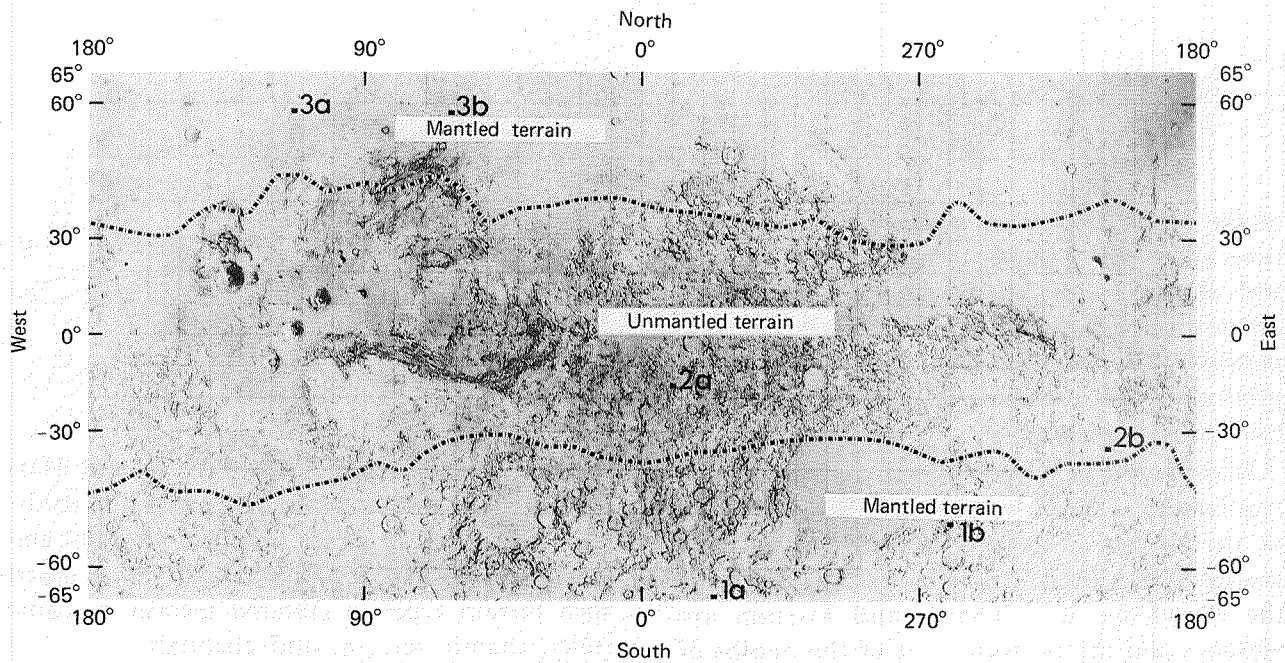 North
180° 90° 0° 270° 180°
65° 65°
60° .3a .3b 60°
Mantled terrain
30° 30°
Unmantled terrain
West 0° 0° East
.2a
-30° -30°
.2b
Mantled terrain
1b
-60° -60°
-65° 1a -65°
180° 90° 0° 270° 180°
South